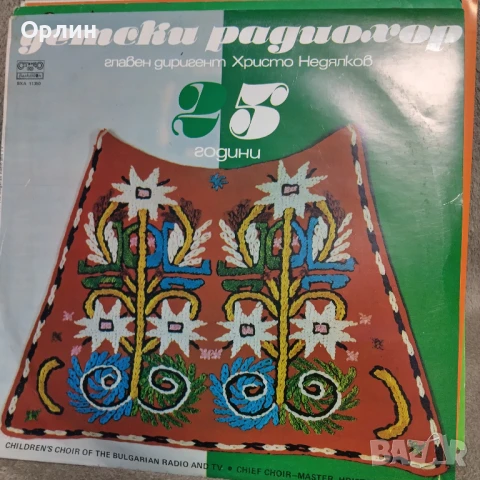 Орлин
детски радиохор
главен диригент Христо Недялков
25
години
CHILDREN'S CHOIR OF THE BULGARIAN RADIO AND TV. • CHIEF CHOIR-MASTER:
BAZAR